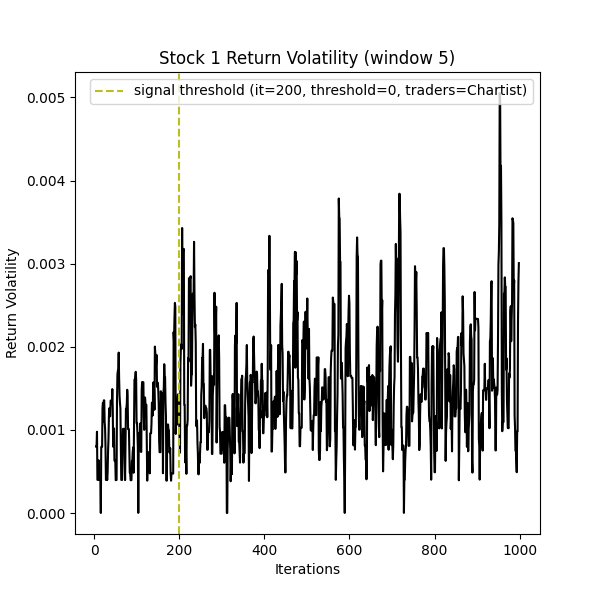 Stock 1 Return Volatility (window 5)
signal threshold (it=200, threshold=0, traders=Chartist)
0.005
0.004
0.003
0.002
0.001
0.000
Return Volatility
0 200 400 600 800 1000
Iterations